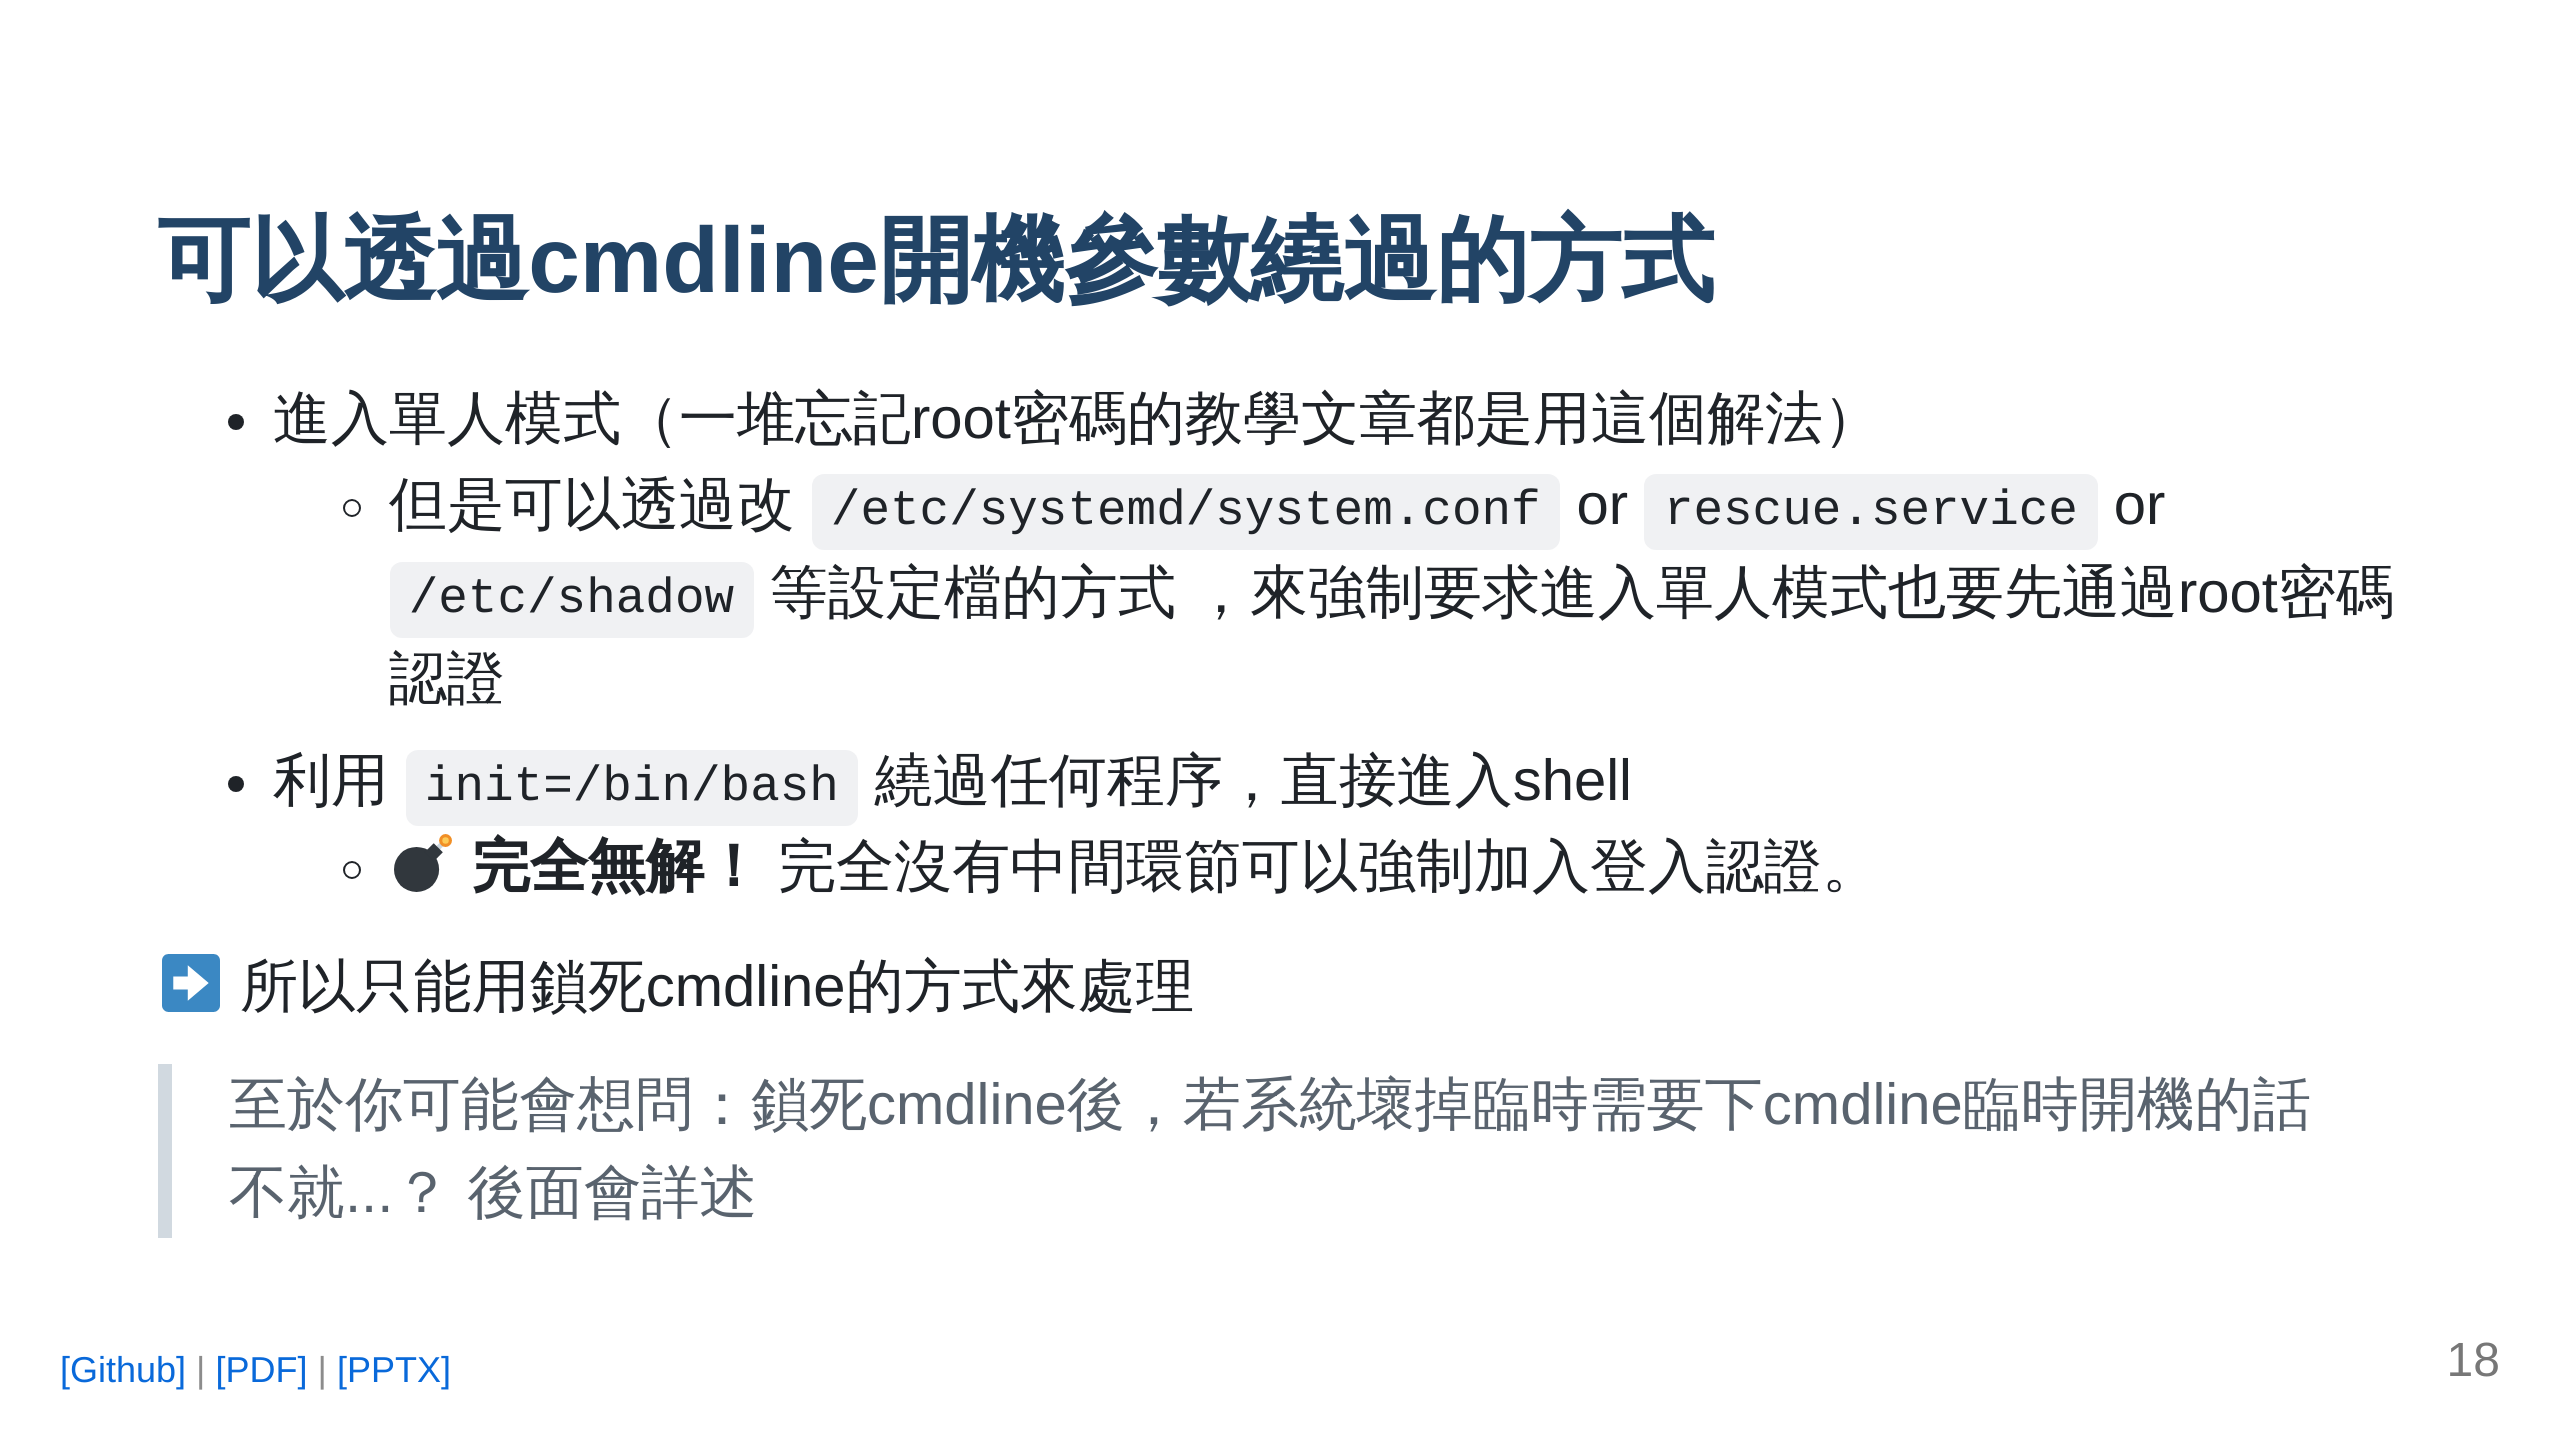 可以透過cmdline開機參數繞過的方式
• 進入單人模式（一堆忘記root密碼的教學文章都是用這個解法）
○ 但是可以透過改 /etc/systemd/system.conf or rescue.service or
/etc/shadow 等設定檔的方式 ，來強制要求進入單人模式也要先通過root密碼
認證
• 利用 init=/bin/bash 繞過任何程序，直接進入shell
○ 💣 完全無解！ 完全沒有中間環節可以強制加入登入認證。
➡️ 所以只能用鎖死cmdline的方式來處理
至於你可能會想問：鎖死cmdline後，若系統壞掉臨時需要下cmdline臨時開機的話
不就...？ 後面會詳述
[Github] | [PDF] | [PPTX]
18